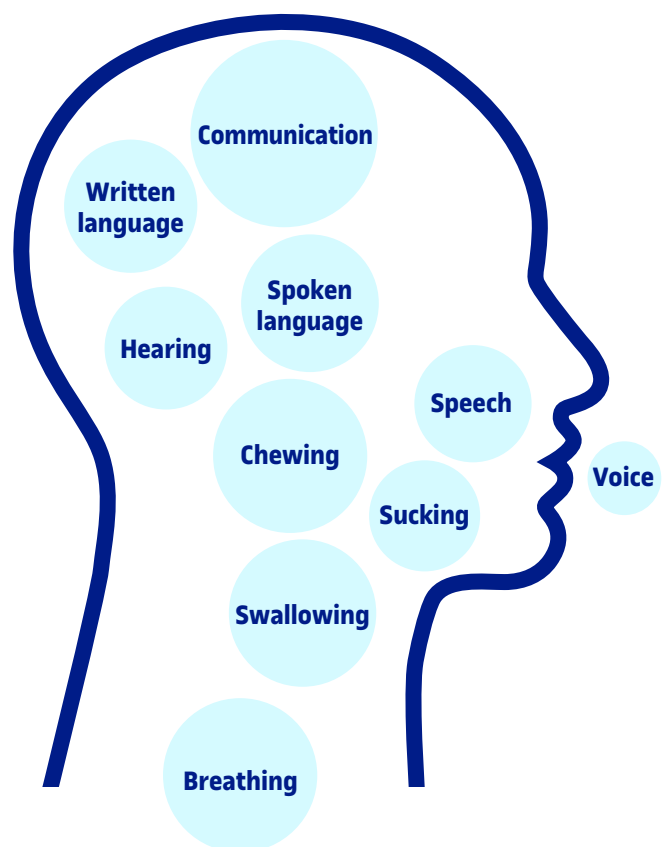 Communication
Written
language
Spoken
language
Hearing
Speech
Chewing
Voice
Sucking
Swallowing
Breathing